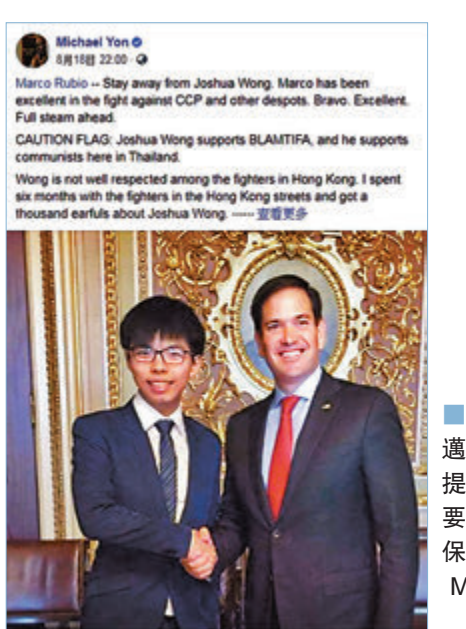 Michael Yon
8月18日 22:00
Marco Rubio -- Stay away from Joshua Wong. Marco has been
excellent in the fight against CCP and other despots. Bravo. Excellent.
Full steam ahead.
CAUTION FLAG: Joshua Wong supports BLAMTIFA, and he supports
communists here in Thailand.
Wong is not well respected among the fighters in Hong Kong. I spent
six months with the fighters in the Hong Kong streets and got a
thousand earfuls about Joshua Wong. ----- 查看更多
邁
提
要
保
M